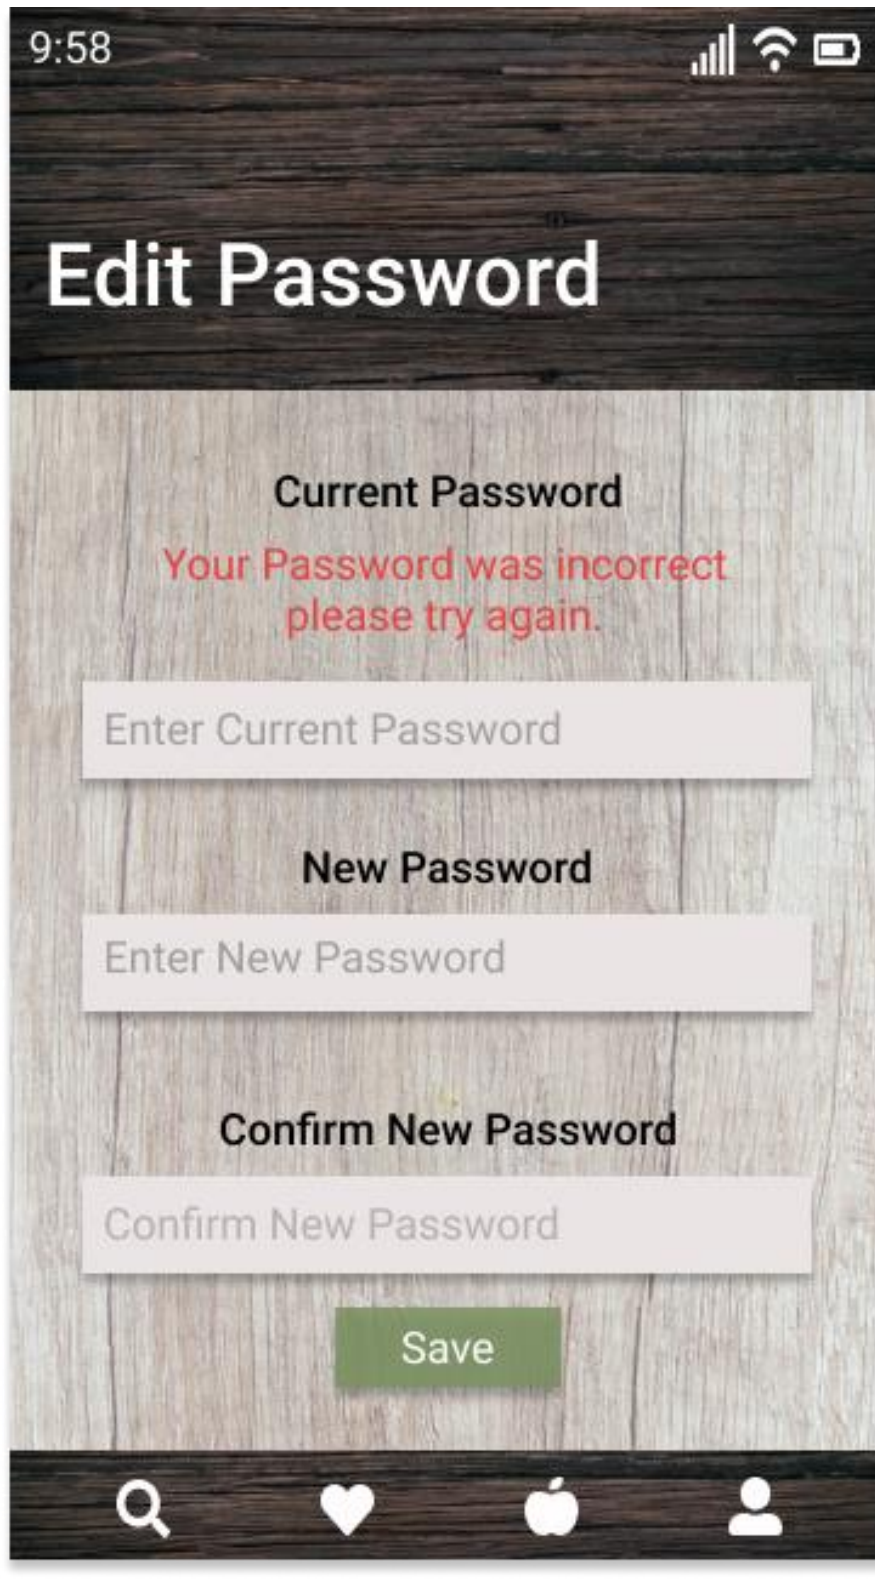 9:58
Edit Password
Current Password
Your Password was incorrect
please try again.
Enter Current Password
New Password
Enter New Password
Confirm New Password
Confirm New Password
Save